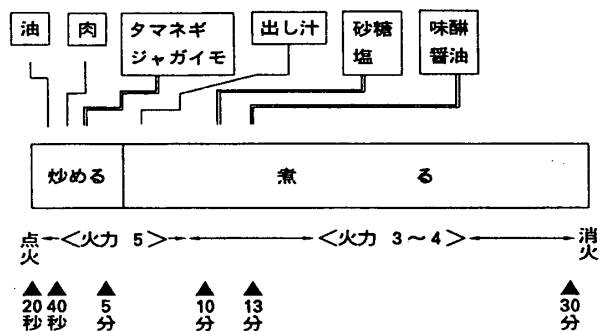 油
肉
タマネギ
ジャガイモ
出し汁
砂糖
塩
味醂
醤油
炒める
煮る
点火
＜火力 5＞
＜火力 3〜4＞
消火
20秒
40秒
5分
10分
13分
30分